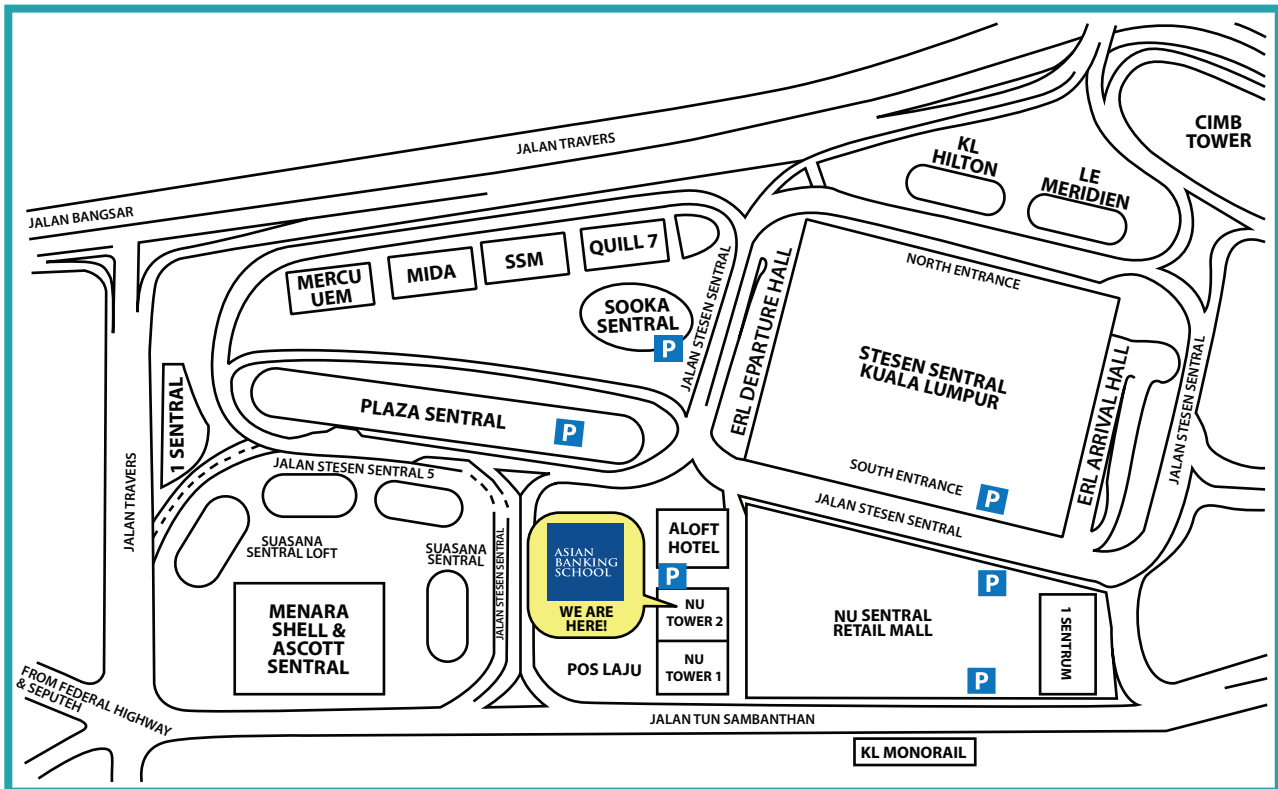 CIMB
TOWER
JALAN TRAVERS
KL
HILTON
LE
MERIDIEN
JALAN BANGSAR
QUILL 7
SSM
MIDA
MERCU
UEM
NORTH ENTRANCE
SOOKA
SENTRAL
P
JALAN STESEN SENTRAL
ERL DEPARTURE HALL
STESEN SENTRAL
KUALA LUMPUR
ERL ARRIVAL HALL
JALAN STESEN SENTRAL
1 SENTRAL
PLAZA SENTRAL
P
JALAN STESEN SENTRAL 5
SOUTH ENTRANCE
P
JALAN STESEN SENTRAL
JALAN TRAVERS
SUASANA
SENTRAL LOFT
SUASANA
SENTRAL
JALAN STESEN SENTRAL
ASIAN
BANKING
SCHOOL
WE ARE
HERE!
ALOFT
HOTEL
P
NU
TOWER 2
NU
TOWER 1
POS LAJU
P
NU SENTRAL
RETAIL MALL
P
1 SENTRUM
MENARA
SHELL &
ASCOTT
SENTRAL
FROM FEDERAL HIGHWAY
& SEPUTEH
JALAN TUN SAMBANTHAN
KL MONORAIL